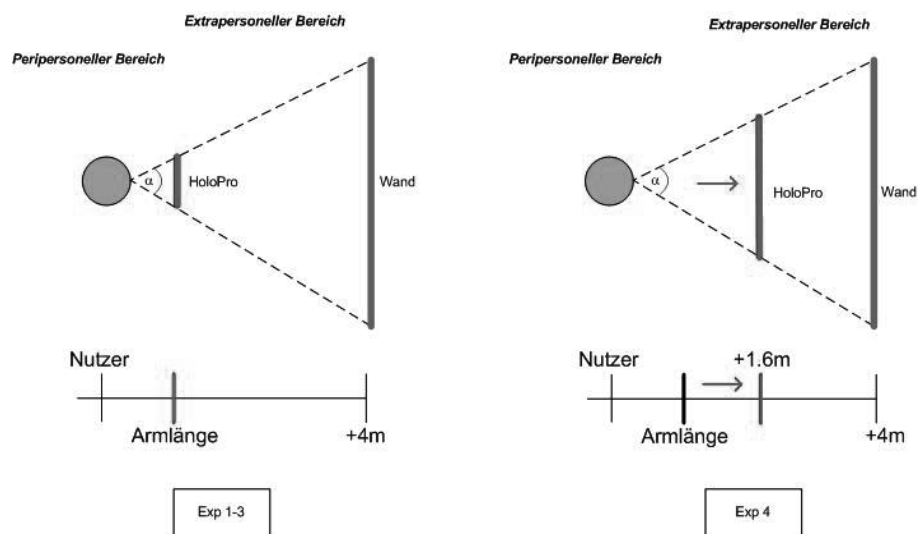 Extrapersoneller Bereich
Peripersoneller Bereich
α
HoloPro
Wand
Nutzer
Armlänge
+4m
Exp 1-3
Extrapersoneller Bereich
Peripersoneller Bereich
α
HoloPro
Wand
Nutzer
+1.6m
Armlänge
+4m
Exp 4